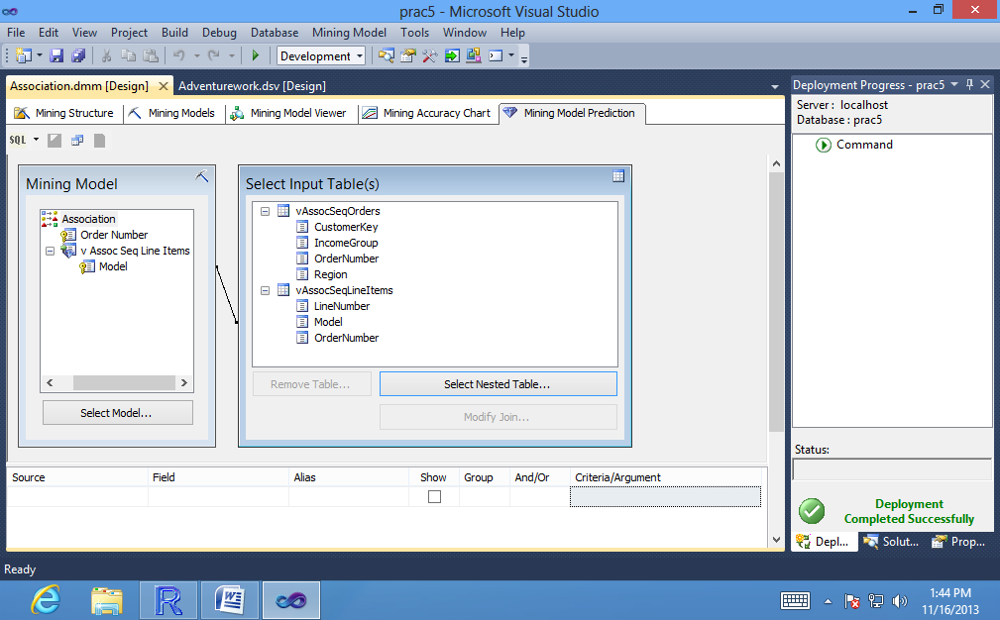 prac5 - Microsoft Visual Studio
File Edit View Project Build Debug Database Mining Model Tools Window Help
Development
Association.dmm [Design] Adventurework.dsv [Design]
Mining Structure Mining Models Mining Model Viewer Mining Accuracy Chart Mining Model Prediction
SQL
Mining Model
Association
Order Number
v Assoc Seq Line Items
Model
Select Model...
Select Input Table(s)
vAssocSeqOrders
CustomerKey
IncomeGroup
OrderNumber
Region
vAssocSeqLineItems
LineNumber
Model
OrderNumber
Remove Table... Select Nested Table...
Modify Join...
Source Field Alias Show Group And/Or Criteria/Argument
Deployment Progress - prac5
Server : localhost
Database : prac5
Command
Status:
Deployment
Completed Successfully
Depl... Solut... Prop...
Ready
1:44 PM
11/16/2013